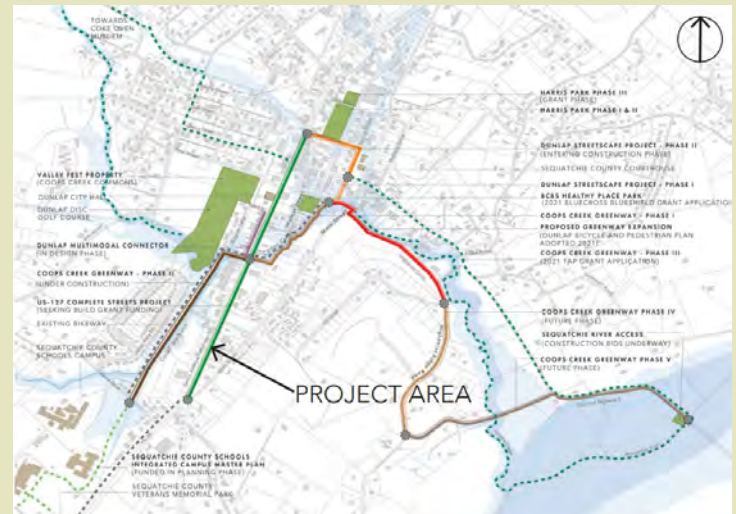 TOWARDS
COKE OVEN
MUSUEM
VALLEY FEST PROPERTY
(COOPS CREEK COMMONS)
DUNLAP CITY HALL
DUNLAP DISC
GOLF COURSE
DUNLAP MULTIMODAL CONNECTOR
(IN DESIGN PHASE)
COOPS CREEK GREENWAY - PHASE II
(UNDER CONSTRUCTION)
US-127 COMPLETE STREETS PROJECT
(SEEKING BUILD GRANT FUNDING)
EXISTING BIKEWAY
SEQUATCHIE COUNTY
SCHOOLS CAMPUS
PROJECT AREA
SEQUATCHIE COUNTY SCHOOLS
INTEGRATED CAMPUS MASTER PLAN
(FUNDED IN PLANNING PHASE)
SEQUATCHIE COUNTY
VETERANS MEMORIAL PARK
HARRIS PARK PHASE III
(GRANT PHASE)
HARRIS PARK PHASE I & II
DUNLAP STREETSCAPE PROJECT - PHASE II
(ENTERING CONSTRUCTION PHASE)
SEQUATCHIE COUNTY COURTHOUSE
DUNLAP STREETSCAPE PROJECT - PHASE I
BCBS HEALTHY PLACE PARK
(2021 BLUECROSS BLUESHIELD GRANT APPLICATION
COOPS CREEK GREENWAY - PHASE I
PROPOSED GREENWAY EXPANSION
(DUNLAP BICYCLE AND PEDESTRIAN PLAN
ADOPTED 2021)
COOPS CREEK GREENWAY - PHASE III
(2021 TAP GRANT APPLICATION)
COOPS CREEK GREENWAY PHASE IV
(FUTURE PHASE)
SEQUATCHIE RIVER ACCESS
(CONSTRUCTION BIDS UNDERWAY)
COOPS CREEK GREENWAY PHASE V
(FUTURE PHASE)